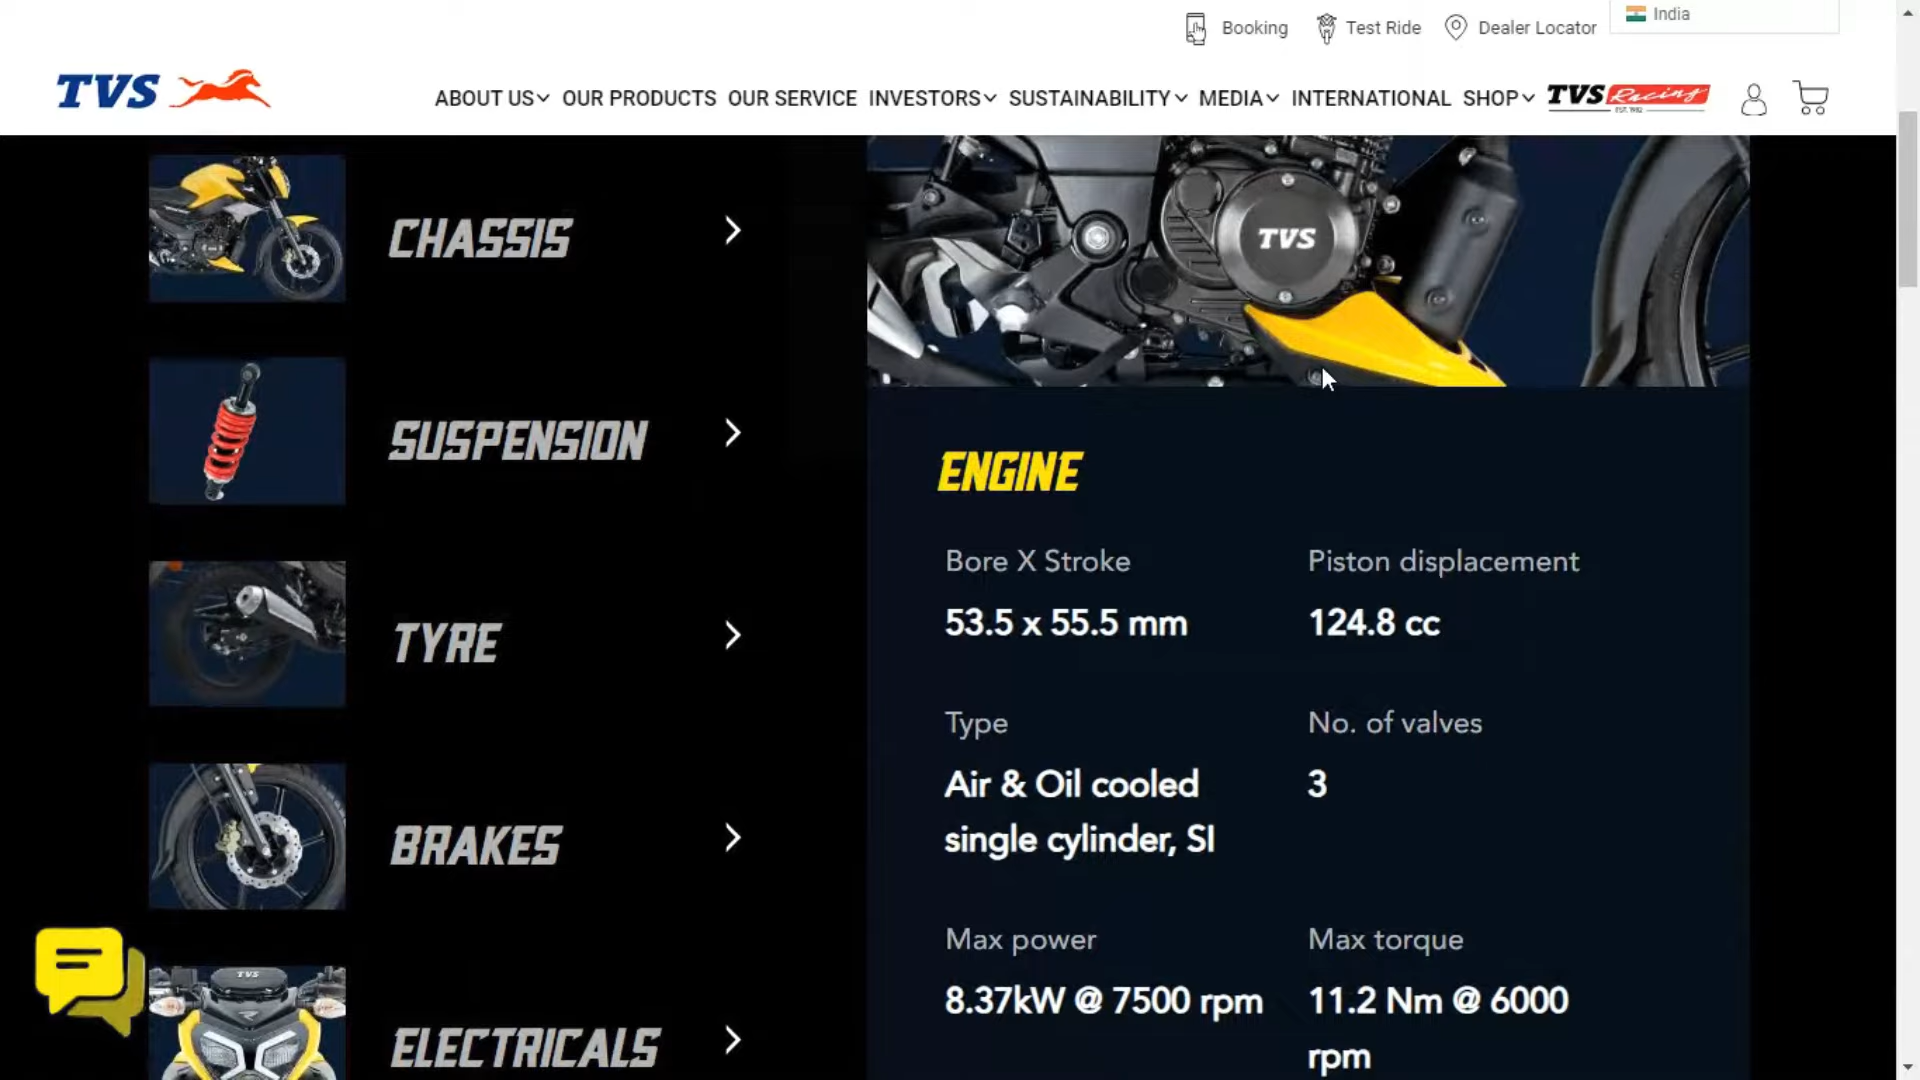 Booking
Test Ride
Dealer Locator
India
TVS
ABOUT US
OUR PRODUCTS
OUR SERVICE
INVESTORS
SUSTAINABILITY
MEDIA
INTERNATIONAL
SHOP
TVS Racing
CHASSIS
SUSPENSION
TYRE
BRAKES
TVS
ELECTRICALS
TVS
ENGINE
Bore X Stroke
Piston displacement
53.5 x 55.5 mm
124.8 cc
Type
No. of valves
Air & Oil cooled
3
single cylinder, SI
Max power
Max torque
8.37kW @ 7500 rpm
11.2 Nm @ 6000
rpm